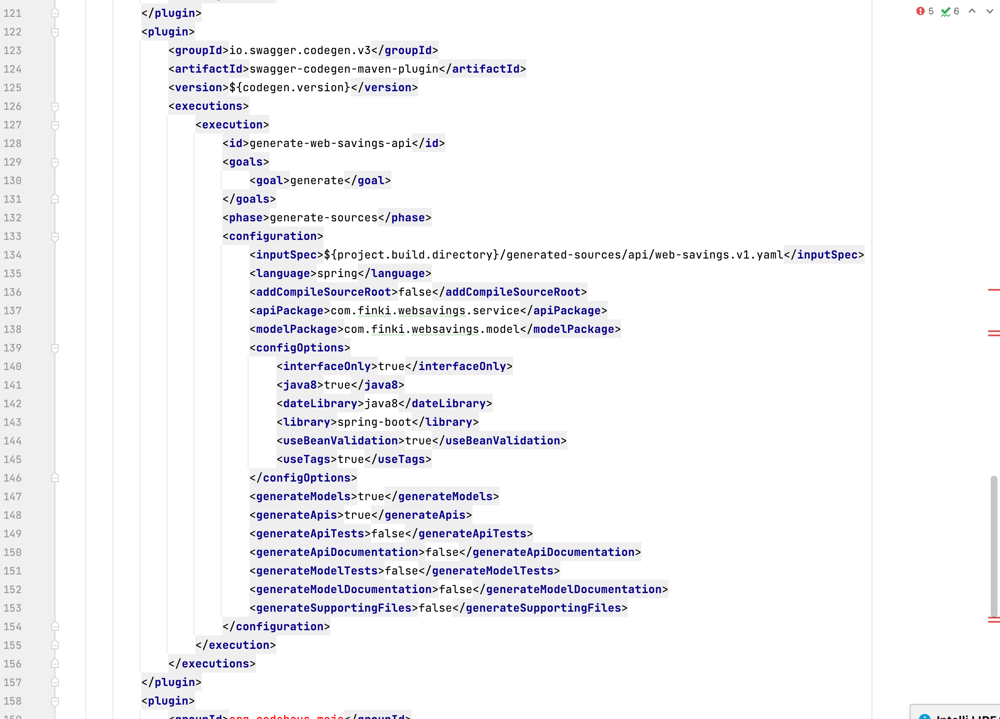 5 6
121 </plugin>
122 <plugin>
123 <groupId>io.swagger.codegen.v3</groupId>
124 <artifactId>swagger-codegen-maven-plugin</artifactId>
125 <version>${codegen.version}</version>
126 <executions>
127 <execution>
128 <id>generate-web-savings-api</id>
129 <goals>
130 <goal>generate</goal>
131 </goals>
132 <phase>generate-sources</phase>
133 <configuration>
134 <inputSpec>${project.build.directory}/generated-sources/api/web-savings.v1.yaml</inputSpec>
135 <language>spring</language>
136 <addCompileSourceRoot>false</addCompileSourceRoot>
137 <apiPackage>com.finki.websavings.service</apiPackage>
138 <modelPackage>com.finki.websavings.model</modelPackage>
139 <configOptions>
140 <interfaceOnly>true</interfaceOnly>
141 <java8>true</java8>
142 <dateLibrary>java8</dateLibrary>
143 <library>spring-boot</library>
144 <useBeanValidation>true</useBeanValidation>
145 <useTags>true</useTags>
146 </configOptions>
147 <generateModels>true</generateModels>
148 <generateApis>true</generateApis>
149 <generateApiTests>false</generateApiTests>
150 <generateApiDocumentation>false</generateApiDocumentation>
151 <generateModelTests>false</generateModelTests>
152 <generateModelDocumentation>false</generateModelDocumentation>
153 <generateSupportingFiles>false</generateSupportingFiles>
154 </configuration>
155 </execution>
156 </executions>
157 </plugin>
158 <plugin>
159 <groupId>org.codehaus.mojo</groupId>